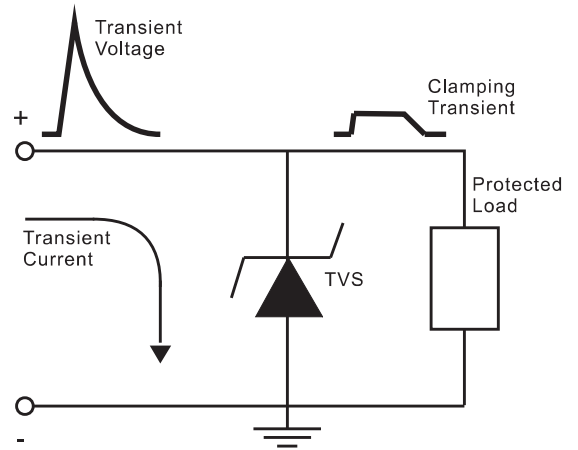 Transient
Voltage
Clamping
Transient
+
Protected
Load
Transient
Current
TVS
-